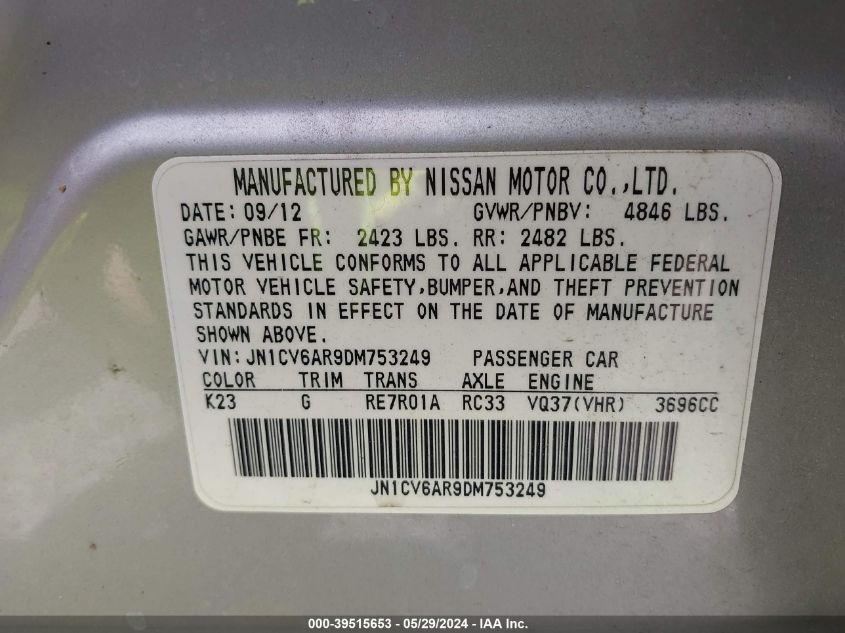 MANUFACTURED BY NISSAN MOTOR CO.,LTD.
DATE: 09/12 GVWR/PNBV: 4846 LBS.
GAWR/PNBE FR: 2423 LBS. RR: 2482 LBS.
THIS VEHICLE CONFORMS TO ALL APPLICABLE FEDERAL
MOTOR VEHICLE SAFETY,BUMPER,AND THEFT PREVENTION
STANDARDS IN EFFECT ON THE DATE OF MANUFACTURE
SHOWN ABOVE.
VIN:JN1CV6AR9DM753249 PASSENGER CAR
COLOR TRIM TRANS AXLE ENGINE
K23 G RE7R01A RC33 VQ37(VHR) 3696CC
JN1CV6AR9DM753249
000-39515653 - 05/29/2024 - IAA Inc.